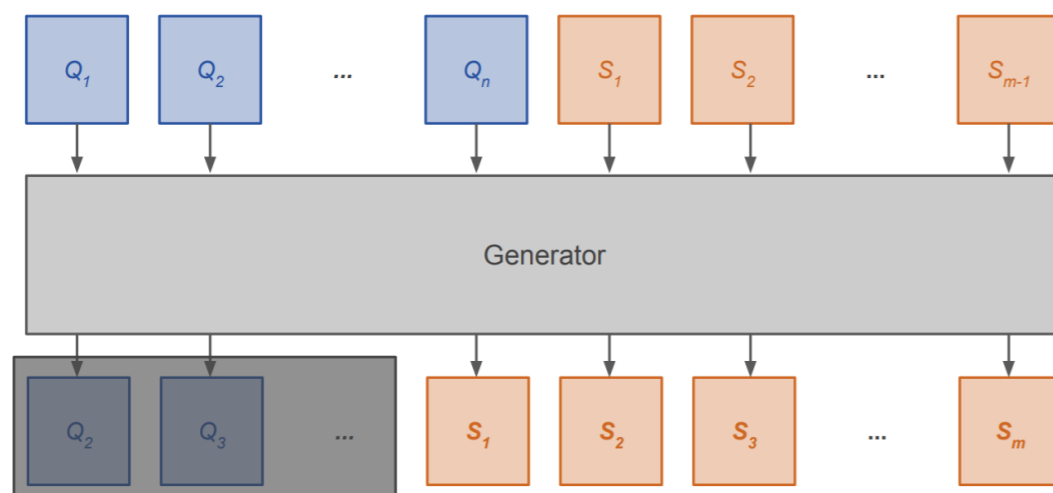 Q₁ Q₂ ... Qₙ S₁ S₂ ... Sₘ₋₁
Generator
Q₂ Q₃ ... S₁ S₂ S₃ ... Sₘ